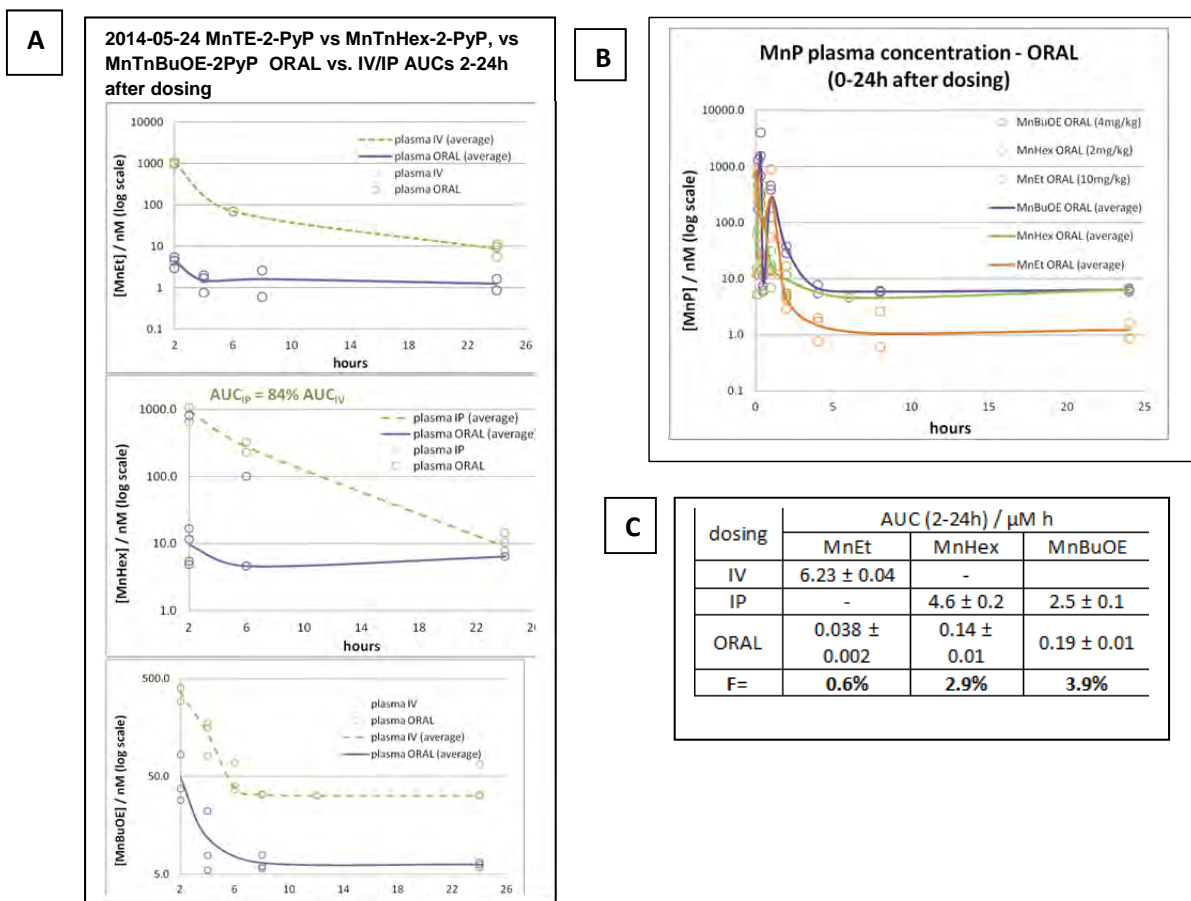 A
2014-05-24 MnTE-2-PyP vs MnTnHex-2-PyP, vs
MnTnBuOE-2PyP ORAL vs. IV/IP AUCs 2-24h
after dosing
[MnEt] / nM (log scale)
10000
1000
100
10
1
0.1
plasma IV (average)
plasma ORAL (average)
plasma IV
plasma ORAL
2 6 10 14 18 22 26
hours
AUCIP = 84% AUCIV
[MnHex] / nM (log scale)
1000.0
100.0
10.0
1.0
plasma IP (average)
plasma ORAL (average)
plasma IP
plasma ORAL
2 6 10 14 18 22
hours
[MnBuOE] / nM (log scale)
500.0
50.0
5.0
plasma IV
plasma ORAL
plasma IV (average)
plasma ORAL (average)
2 6 10 14 18 22 26
B
MnP plasma concentration - ORAL
(0-24h after dosing)
[MnP] / nM (log scale)
10000.0
1000.0
100.0
10.0
1.0
0.1
MnBuOE ORAL (4mg/kg)
MnHex ORAL (2mg/kg)
MnEt ORAL (10mg/kg)
MnBuOE ORAL (average)
MnHex ORAL (average)
MnEt ORAL (average)
0 5 10 15 20 25
hours
C
dosing AUC (2-24h) / µM h
MnEt MnHex MnBuOE
IV 6.23 ± 0.04 -
IP - 4.6 ± 0.2 2.5 ± 0.1
ORAL 0.038 ± 0.002 0.14 ± 0.01 0.19 ± 0.01
F= 0.6% 2.9% 3.9%